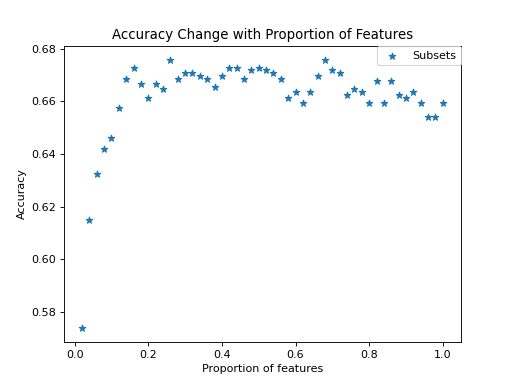 Accuracy Change with Proportion of Features
Subsets
0.68
0.66
0.64
0.62
0.60
0.58
Accuracy
0.0 0.2 0.4 0.6 0.8 1.0
Proportion of features